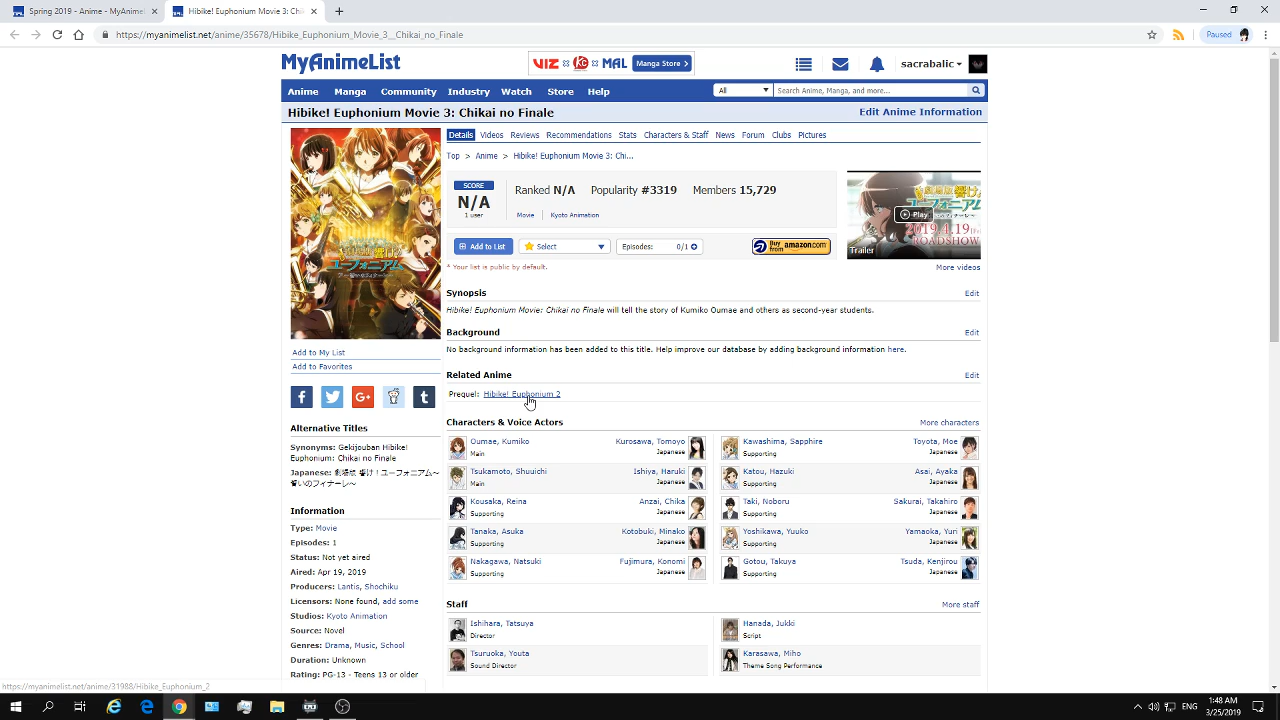 Spring 2019 - Anime - MyAnimeL
Hibike! Euphonium Movie 3: Chi
https://myanimelist.net/anime/35678/Hibike_Euphonium_Movie_3__Chikai_no_Finale
Paused
MyAnimeList
VIZ MAL Manga Store
sacrabalic
Anime Manga Community Industry Watch Store Help
All
Search Anime, Manga, and more...
Hibike! Euphonium Movie 3: Chikai no Finale
Edit Anime Information
Details Videos Reviews Recommendations Stats Characters & Staff News Forum Clubs Pictures
Top > Anime > Hibike! Euphonium Movie 3: Chi...
SCORE
N/A
1 user
Ranked N/A Popularity #3319 Members 15,729
Movie | Kyoto Animation
Play
2019.4.19
ROADSHOW
Trailer
Add to List
Select
Episodes: 0/1
Buy from amazon.com
* Your list is public by default.
More videos
Synopsis
Edit
Hibike! Euphonium Movie: Chikai no Finale will tell the story of Kumiko Oumae and others as second-year students.
Background
Edit
No background information has been added to this title. Help improve our database by adding background information here.
Related Anime
Edit
Prequel: Hibike! Euphonium 2
Characters & Voice Actors
More characters
Oumae, Kumiko
Main
Kurosawa, Tomoyo
Japanese
Kawashima, Sapphire
Supporting
Toyota, Moe
Japanese
Tsukamoto, Shuuichi
Main
Ishiya, Haruki
Japanese
Katou, Hazuki
Supporting
Asai, Ayaka
Japanese
Kousaka, Reina
Supporting
Anzai, Chika
Japanese
Taki, Noboru
Supporting
Sakurai, Takahiro
Japanese
Tanaka, Asuka
Supporting
Kotobuki, Minako
Japanese
Yoshikawa, Yuuko
Supporting
Yamaoka, Yuri
Japanese
Nakagawa, Natsuki
Supporting
Fujimura, Konomi
Japanese
Gotou, Takuya
Supporting
Tsuda, Kenjirou
Japanese
Staff
More staff
Ishihara, Tatsuya
Director
Hanada, Jukki
Script
Tsuruoka, Youta
Sound Director
Karasawa, Miho
Theme Song Performance
Add to My List
Add to Favorites
Alternative Titles
Synonyms: Gekijouban Hibike!
Euphonium: Chikai no Finale
Japanese: 劇場版 響け！ユーフォニアム～
誓いのフィナーレ～
Information
Type: Movie
Episodes: 1
Status: Not yet aired
Aired: Apr 19, 2019
Producers: Lantis, Shochiku
Licensors: None found, add some
Studios: Kyoto Animation
Source: Novel
Genres: Drama, Music, School
Duration: Unknown
Rating: PG-13 - Teens 13 or older
https://myanimelist.net/anime/31988/Hibike_Euphonium_2
ENG
1:48 AM
3/25/2019